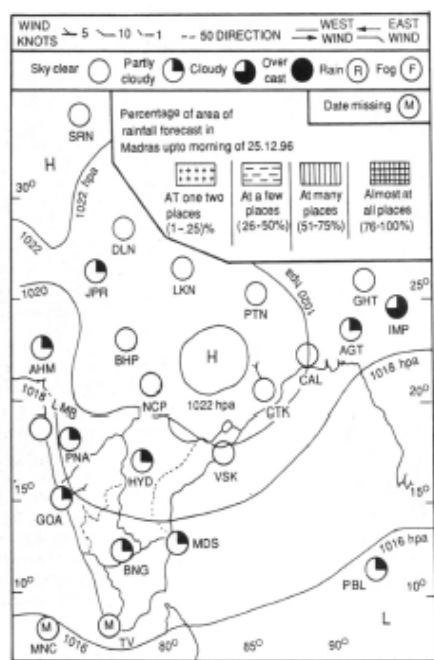 WIND KNOTS 5 10 -1 --- 50 DIRECTION WEST WIND EAST WIND
Sky clear Partly cloudy Cloudy Over cast Rain R Fog F
Date missing M
Percentage of area of
rainfall forecast in
Madras upto morning of 25.12.96
AT one two places (1-.25)%
At a few places (26-50%)
At many places (51-75%)
Almost at all places (76-100%)
SRN
H
1022 hpa
30°
1022
DLN
LKN
JPR
1020
PTN
1020 hpa
GHT
25°
IMP
AGT
AHM
BHP
H
CAL
1018 hpa
1022 hpa
1018
LMB
NCP
CTK
20°
20°
PNA
HYD
VSK
15°
15°
GOA
MDS
BNG
1016 hpa
PBL
10°
10°
M
MNC
1016
M
TV
80°
85°
90°
L